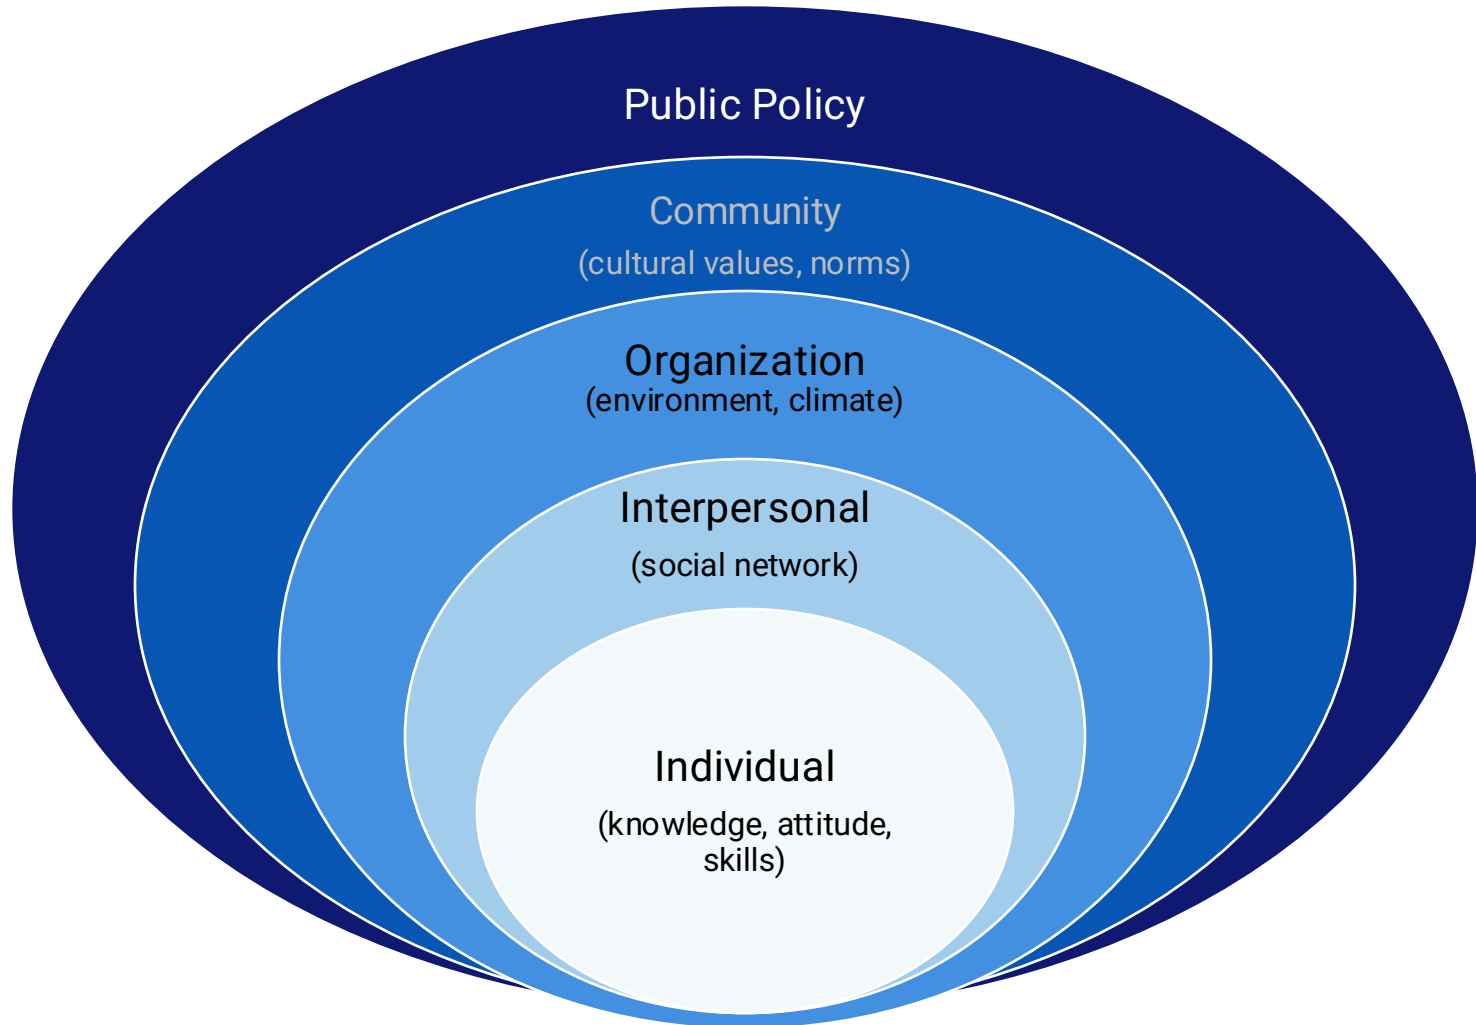 Public Policy
Community
(cultural values, norms)
Organization
(environment, climate)
Interpersonal
(social network)
Individual
(knowledge, attitude,
skills)